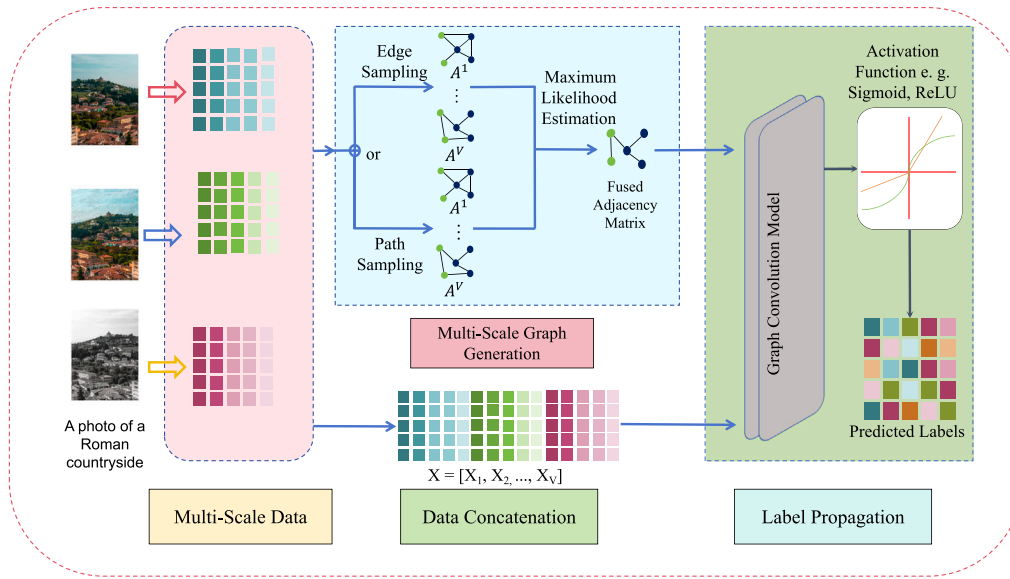 A photo of a
Roman
countryside
Edge
Sampling
A¹
⋮
Aⱽ
or
A¹
⋮
Path
Sampling
Aⱽ
Maximum
Likelihood
Estimation
Fused
Adjacency
Matrix
Multi-Scale Graph
Generation
X = [X₁, X₂, ..., X_V]
Activation
Function e. g.
Sigmoid, ReLU
Graph Convolution Model
Predicted Labels
Multi-Scale Data
Data Concatenation
Label Propagation